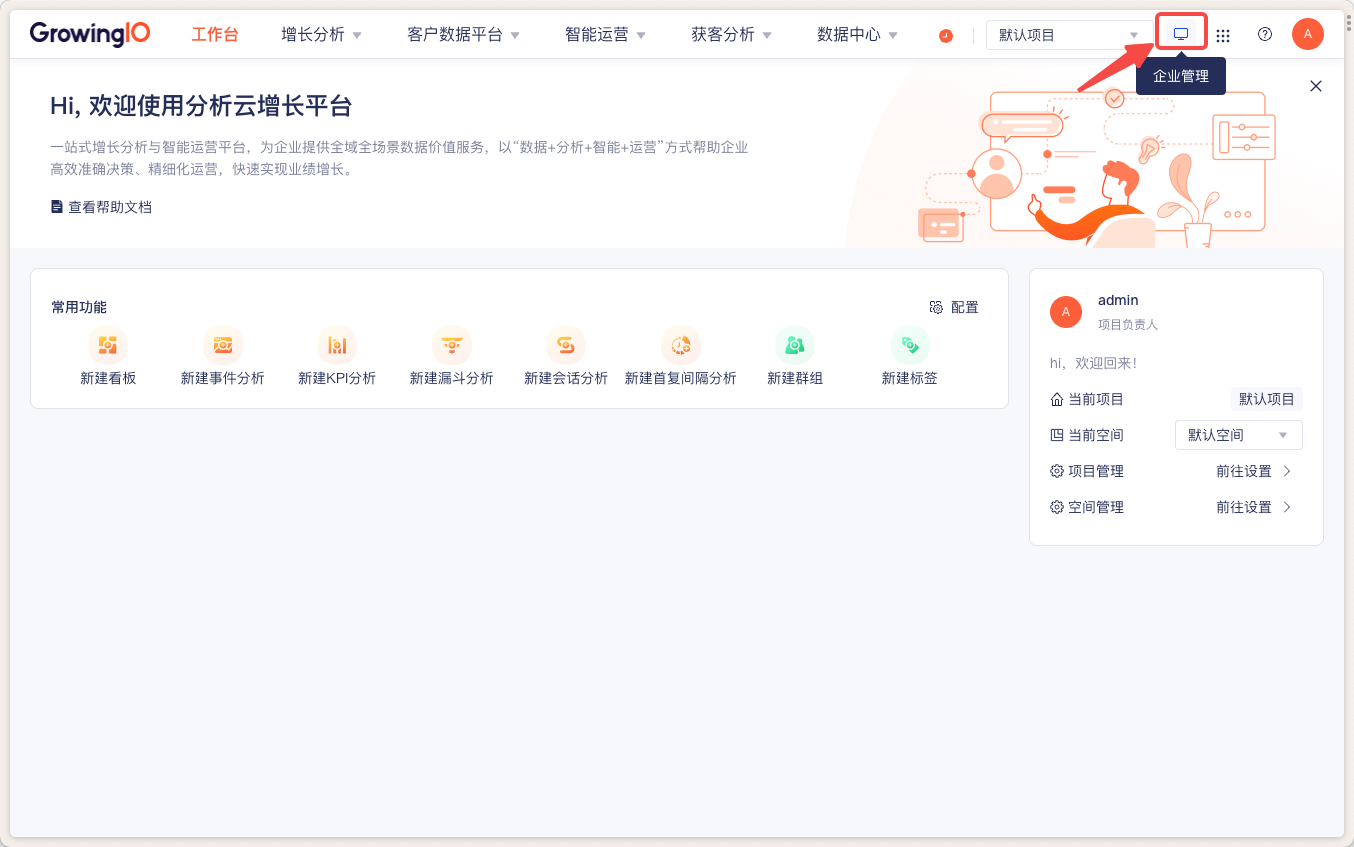 GrowingIO
工作台
增长分析
客户数据平台
智能运营
获客分析
数据中心
默认项目
A
企业管理
Hi, 欢迎使用分析云增长平台
一站式增长分析与智能运营平台，为企业提供全域全场景数据价值服务，以“数据+分析+智能+运营”方式帮助企业
高效准确决策、精细化运营，快速实现业绩增长。
查看帮助文档
常用功能
配置
新建看板
新建事件分析
新建KPI分析
新建漏斗分析
新建会话分析
新建首复间隔分析
新建群组
新建标签
A
admin
项目负责人
hi，欢迎回来！
当前项目
默认项目
当前空间
默认空间
项目管理
前往设置
空间管理
前往设置